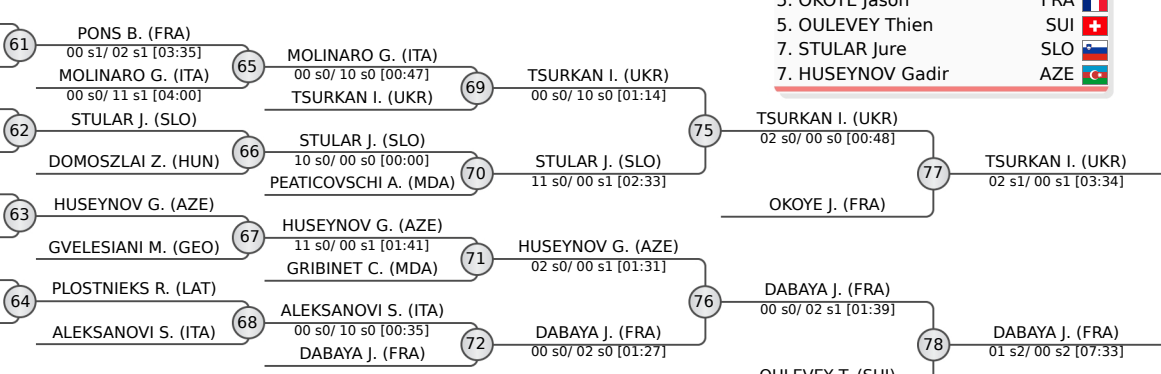 5. OKOYE Jason FRA
5. OULEVEY Thien SUI
7. STULAR Jure SLO
7. HUSEYNOV Gadir AZE
61
PONS B. (FRA)
00 s1/ 02 s1 [03:35]
MOLINARO G. (ITA)
00 s0/ 11 s1 [04:00]
62
STULAR J. (SLO)
DOMOSZLAI Z. (HUN)
63
HUSEYNOV G. (AZE)
GVELESIANI M. (GEO)
64
PLOSTNIEKS R. (LAT)
ALEKSANOVI S. (ITA)
65
MOLINARO G. (ITA)
00 s0/ 10 s0 [00:47]
TSURKAN I. (UKR)
66
STULAR J. (SLO)
10 s0/ 00 s0 [00:00]
PEATICOVSCHI A. (MDA)
67
HUSEYNOV G. (AZE)
11 s0/ 00 s1 [01:41]
GRIBINET C. (MDA)
68
ALEKSANOVI S. (ITA)
00 s0/ 10 s0 [00:35]
DABAYA J. (FRA)
69
TSURKAN I. (UKR)
00 s0/ 10 s0 [01:14]
70
STULAR J. (SLO)
11 s0/ 00 s1 [02:33]
71
HUSEYNOV G. (AZE)
02 s0/ 00 s1 [01:31]
72
DABAYA J. (FRA)
00 s0/ 02 s0 [01:27]
75
TSURKAN I. (UKR)
02 s0/ 00 s0 [00:48]
OKOYE J. (FRA)
76
DABAYA J. (FRA)
00 s0/ 02 s1 [01:39]
OULEVEY T. (SUI)
77
TSURKAN I. (UKR)
02 s1/ 00 s1 [03:34]
78
DABAYA J. (FRA)
01 s2/ 00 s2 [07:33]